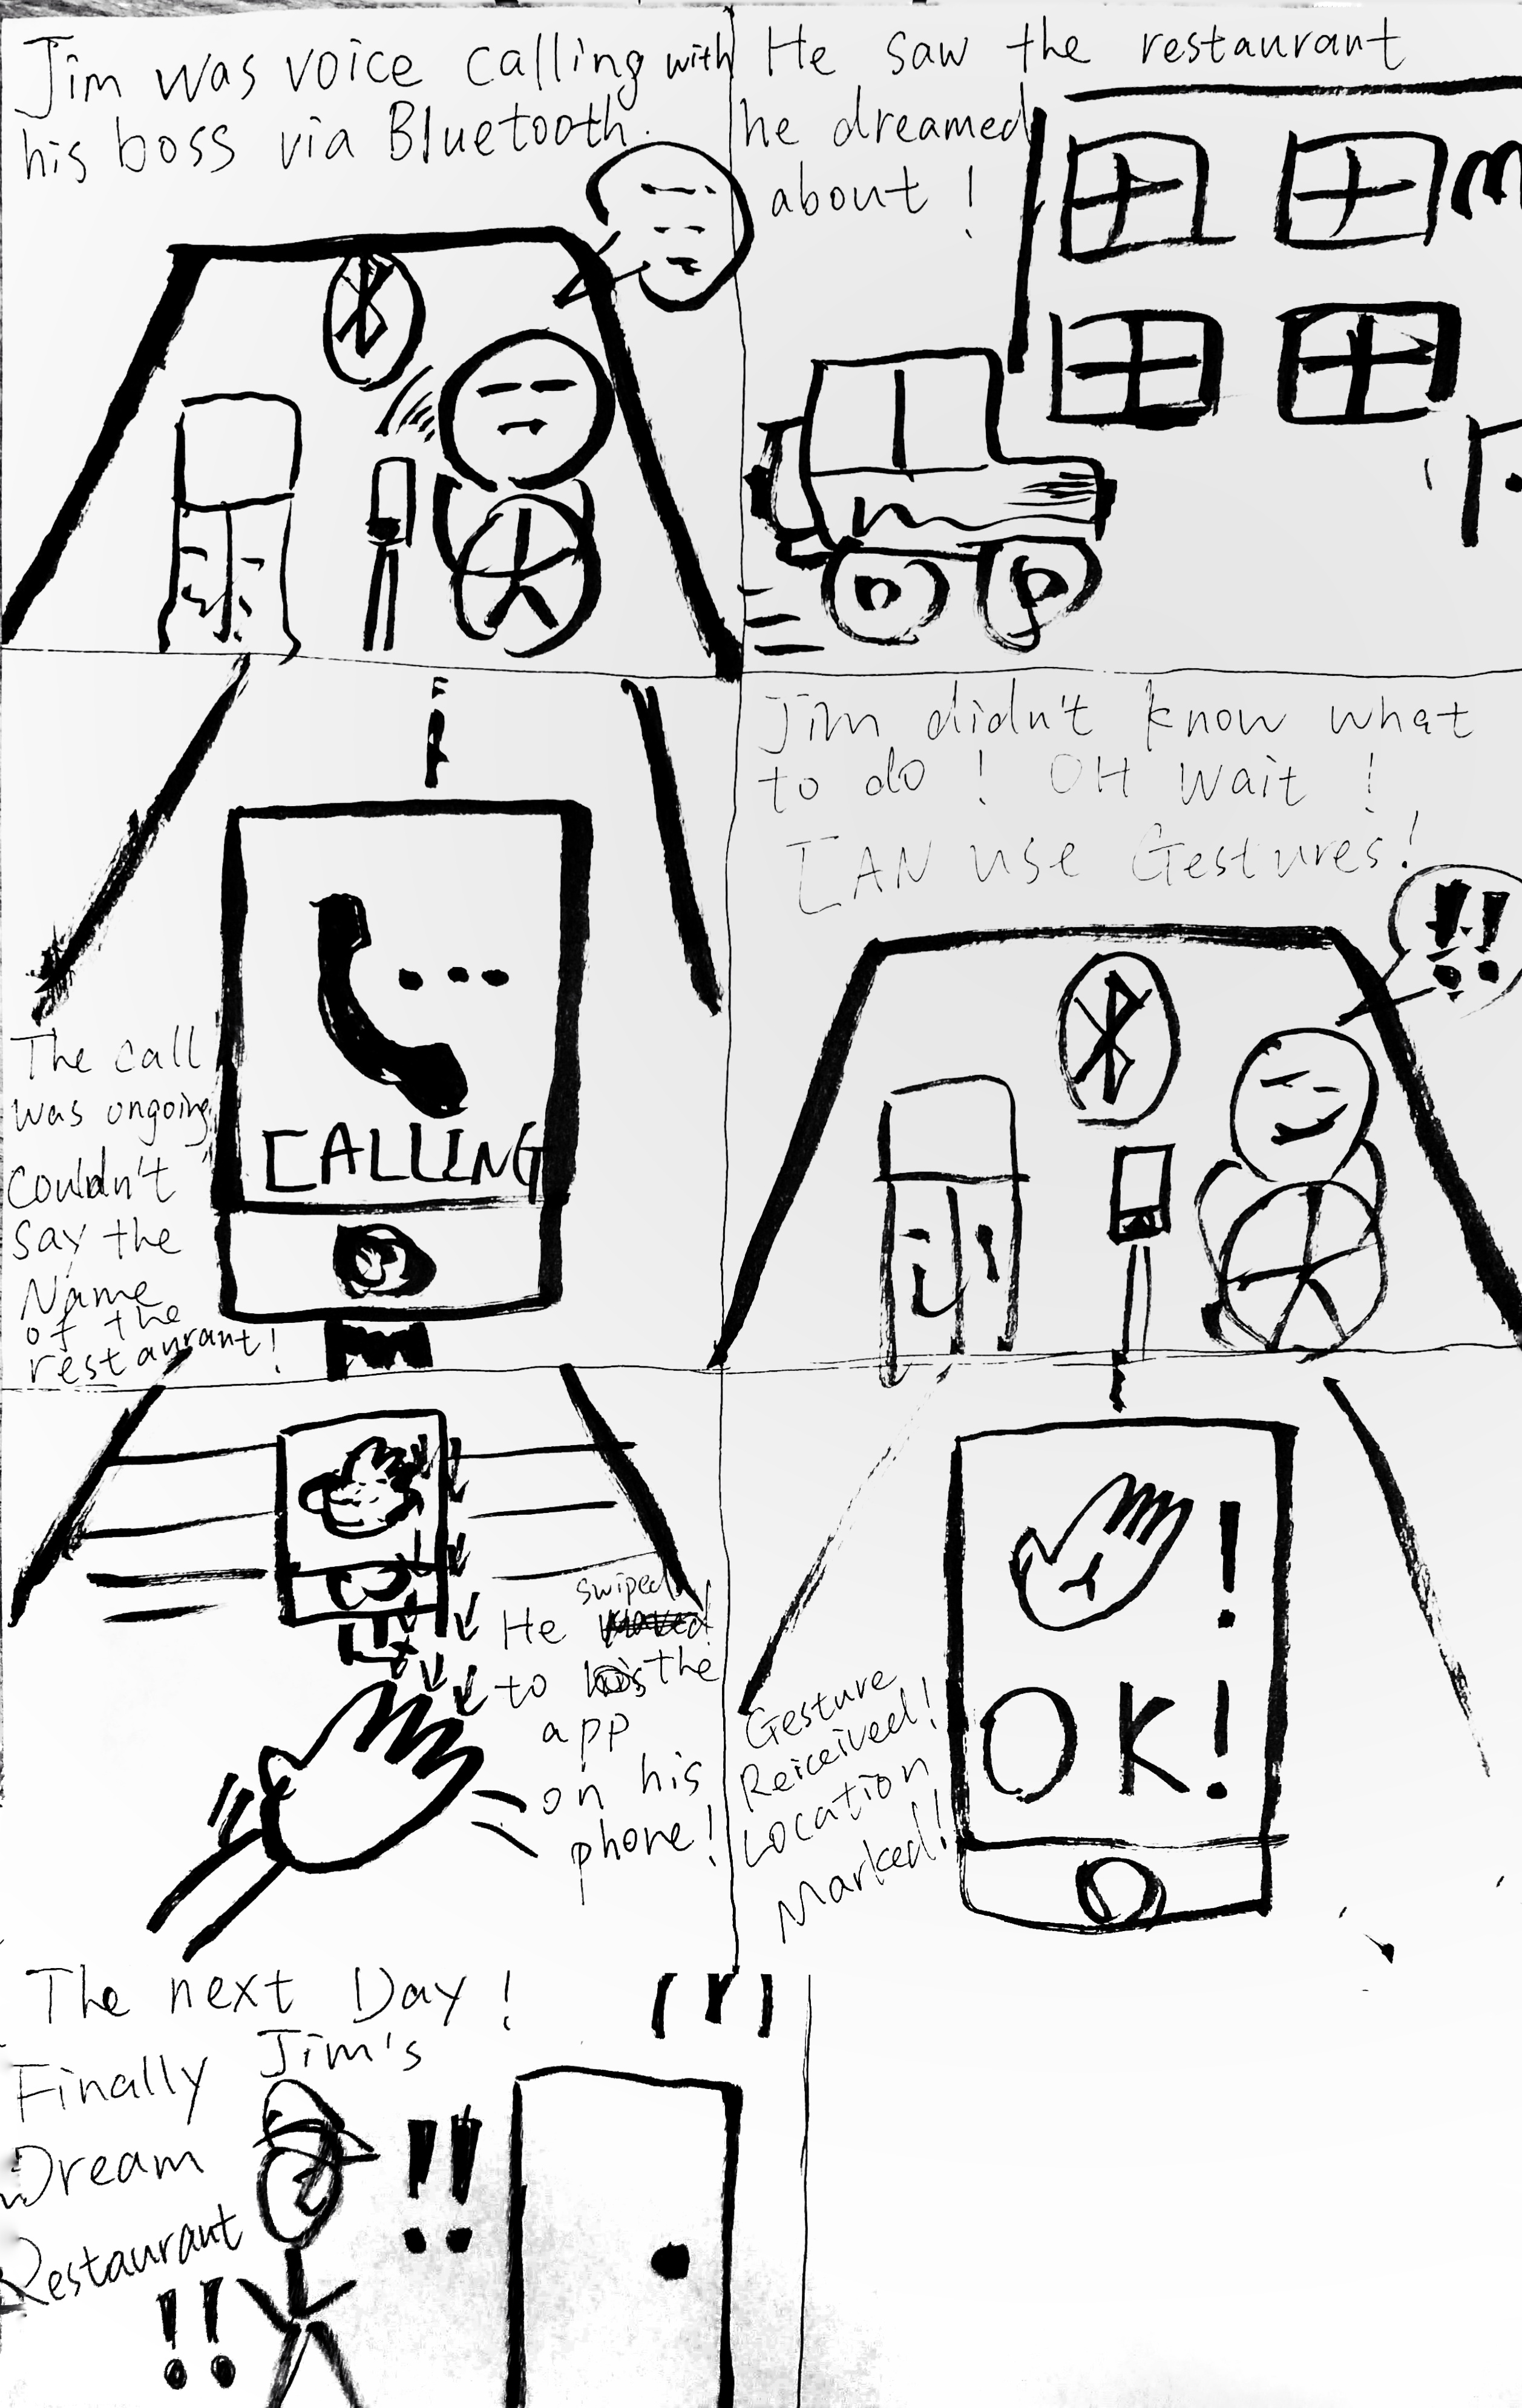 Jim was voice calling with
his boss via Bluetooth.
He saw the restaurant
he dreamed
about !
The call
was ongoing,
couldn't
say the
Name
of the
restaurant!
CALLING
Jim didn't know what
to do ! OH Wait !
I CAN use Gestures!
!!
He swiped
to the
app
on his
phone!
Gesture
Reiceived!
Location
Marked!
!
OK!
The next Day !
Finally Jim's
Dream
Restaurant
!!
!!